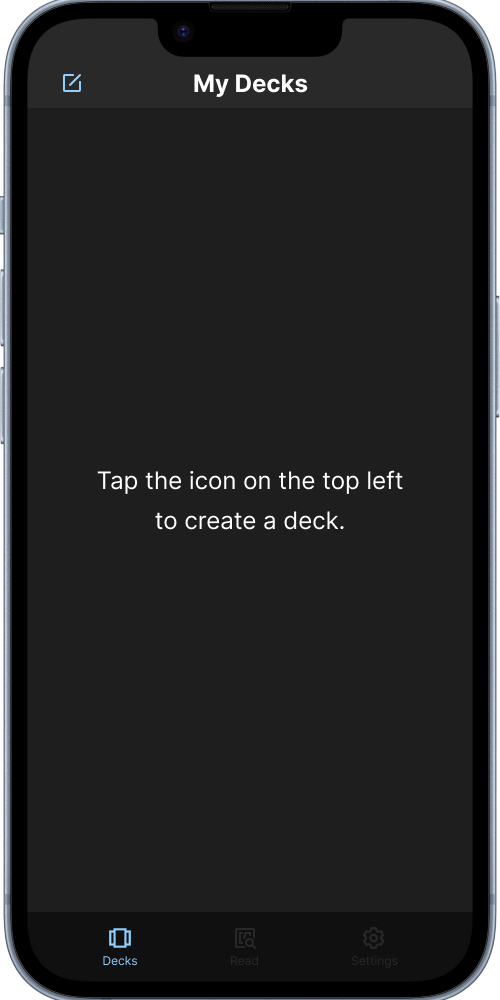 My Decks
Tap the icon on the top left
to create a deck.
Decks
Read
Settings